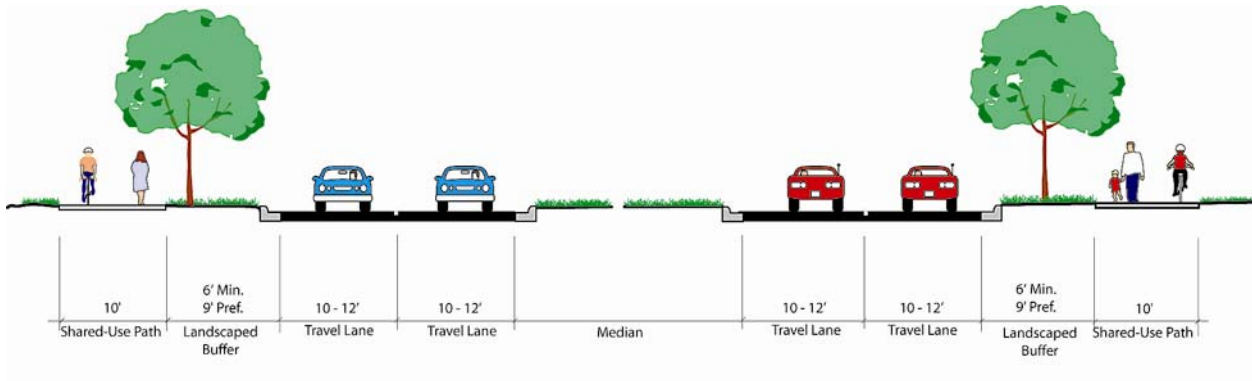 10'
Shared-Use Path
6' Min.
9' Pref.
Landscaped
Buffer
10 - 12'
Travel Lane
10 - 12'
Travel Lane
Median
10 - 12'
Travel Lane
10 - 12'
Travel Lane
6' Min.
9' Pref.
Landscaped
Buffer
10'
Shared-Use Path